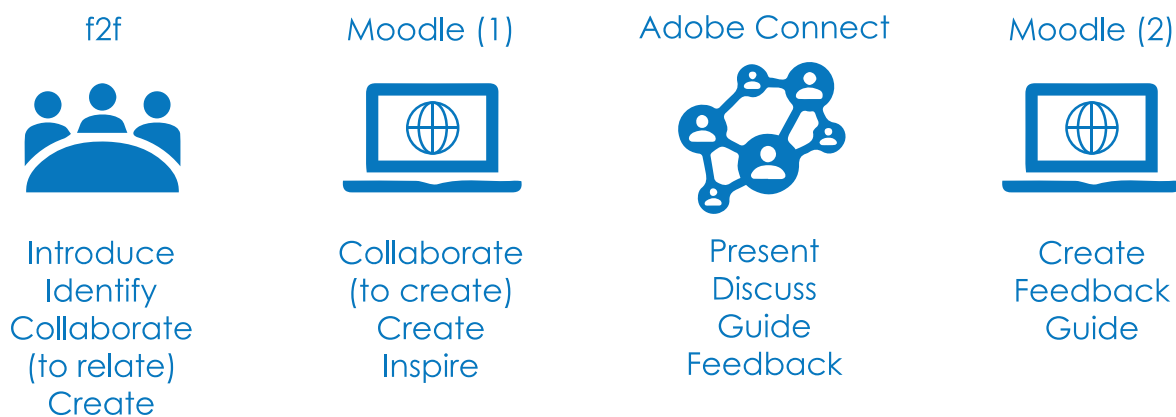 f2f
Introduce
Identify
Collaborate
(to relate)
Create
Moodle (1)
Collaborate
(to create)
Create
Inspire
Adobe Connect
Present
Discuss
Guide
Feedback
Moodle (2)
Create
Feedback
Guide